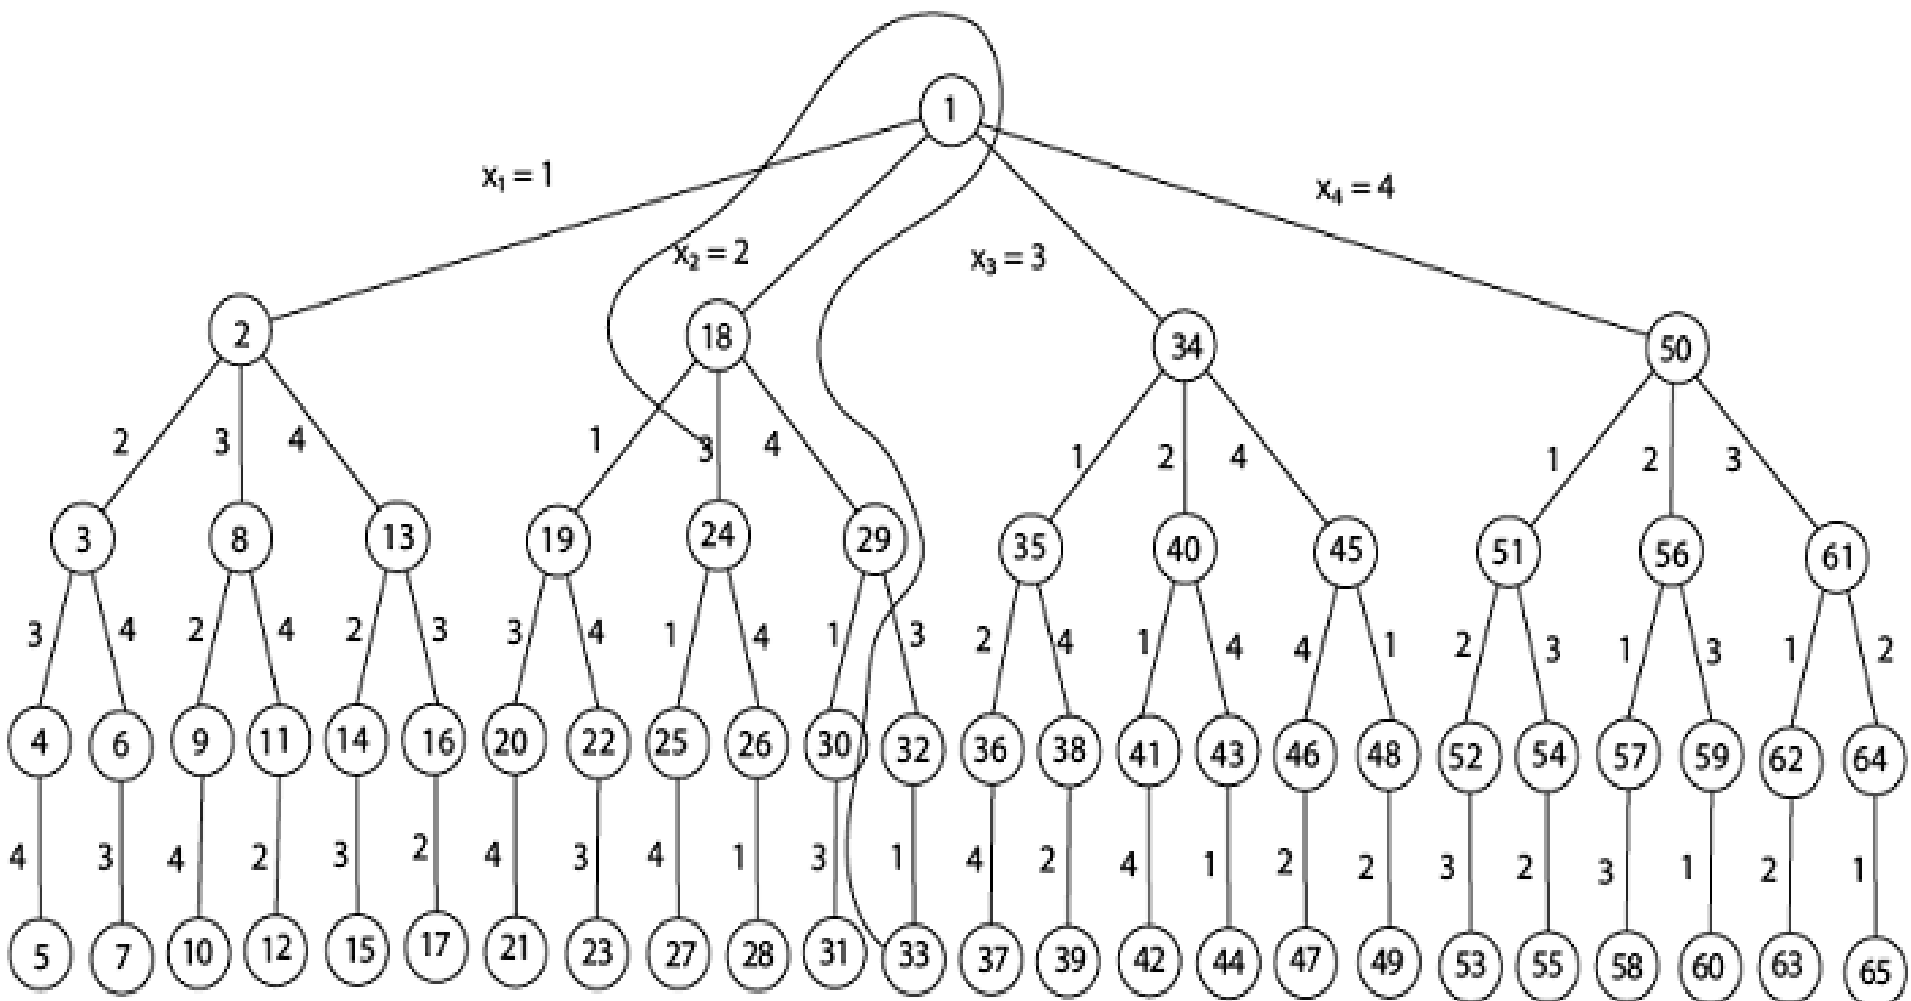 1
x₁ = 1
x₄ = 4
x₂ = 2
x₃ = 3
2 18 34 50
2 3 4 1 3 4 1 2 4 1 2 3
3 8 13 19 24 29 35 40 45 51 56 61
3 4 2 4 2 3 3 4 1 4 1 3 2 4 1 4 4 1 2 3 1 3 1 2
4 6 9 11 14 16 20 22 25 26 30 32 36 38 41 43 46 48 52 54 57 59 62 64
4 3 4 2 3 2 4 3 4 1 3 1 4 2 4 1 2 2 3 2 3 1 2 1
5 7 10 12 15 17 21 23 27 28 31 33 37 39 42 44 47 49 53 55 58 60 63 65